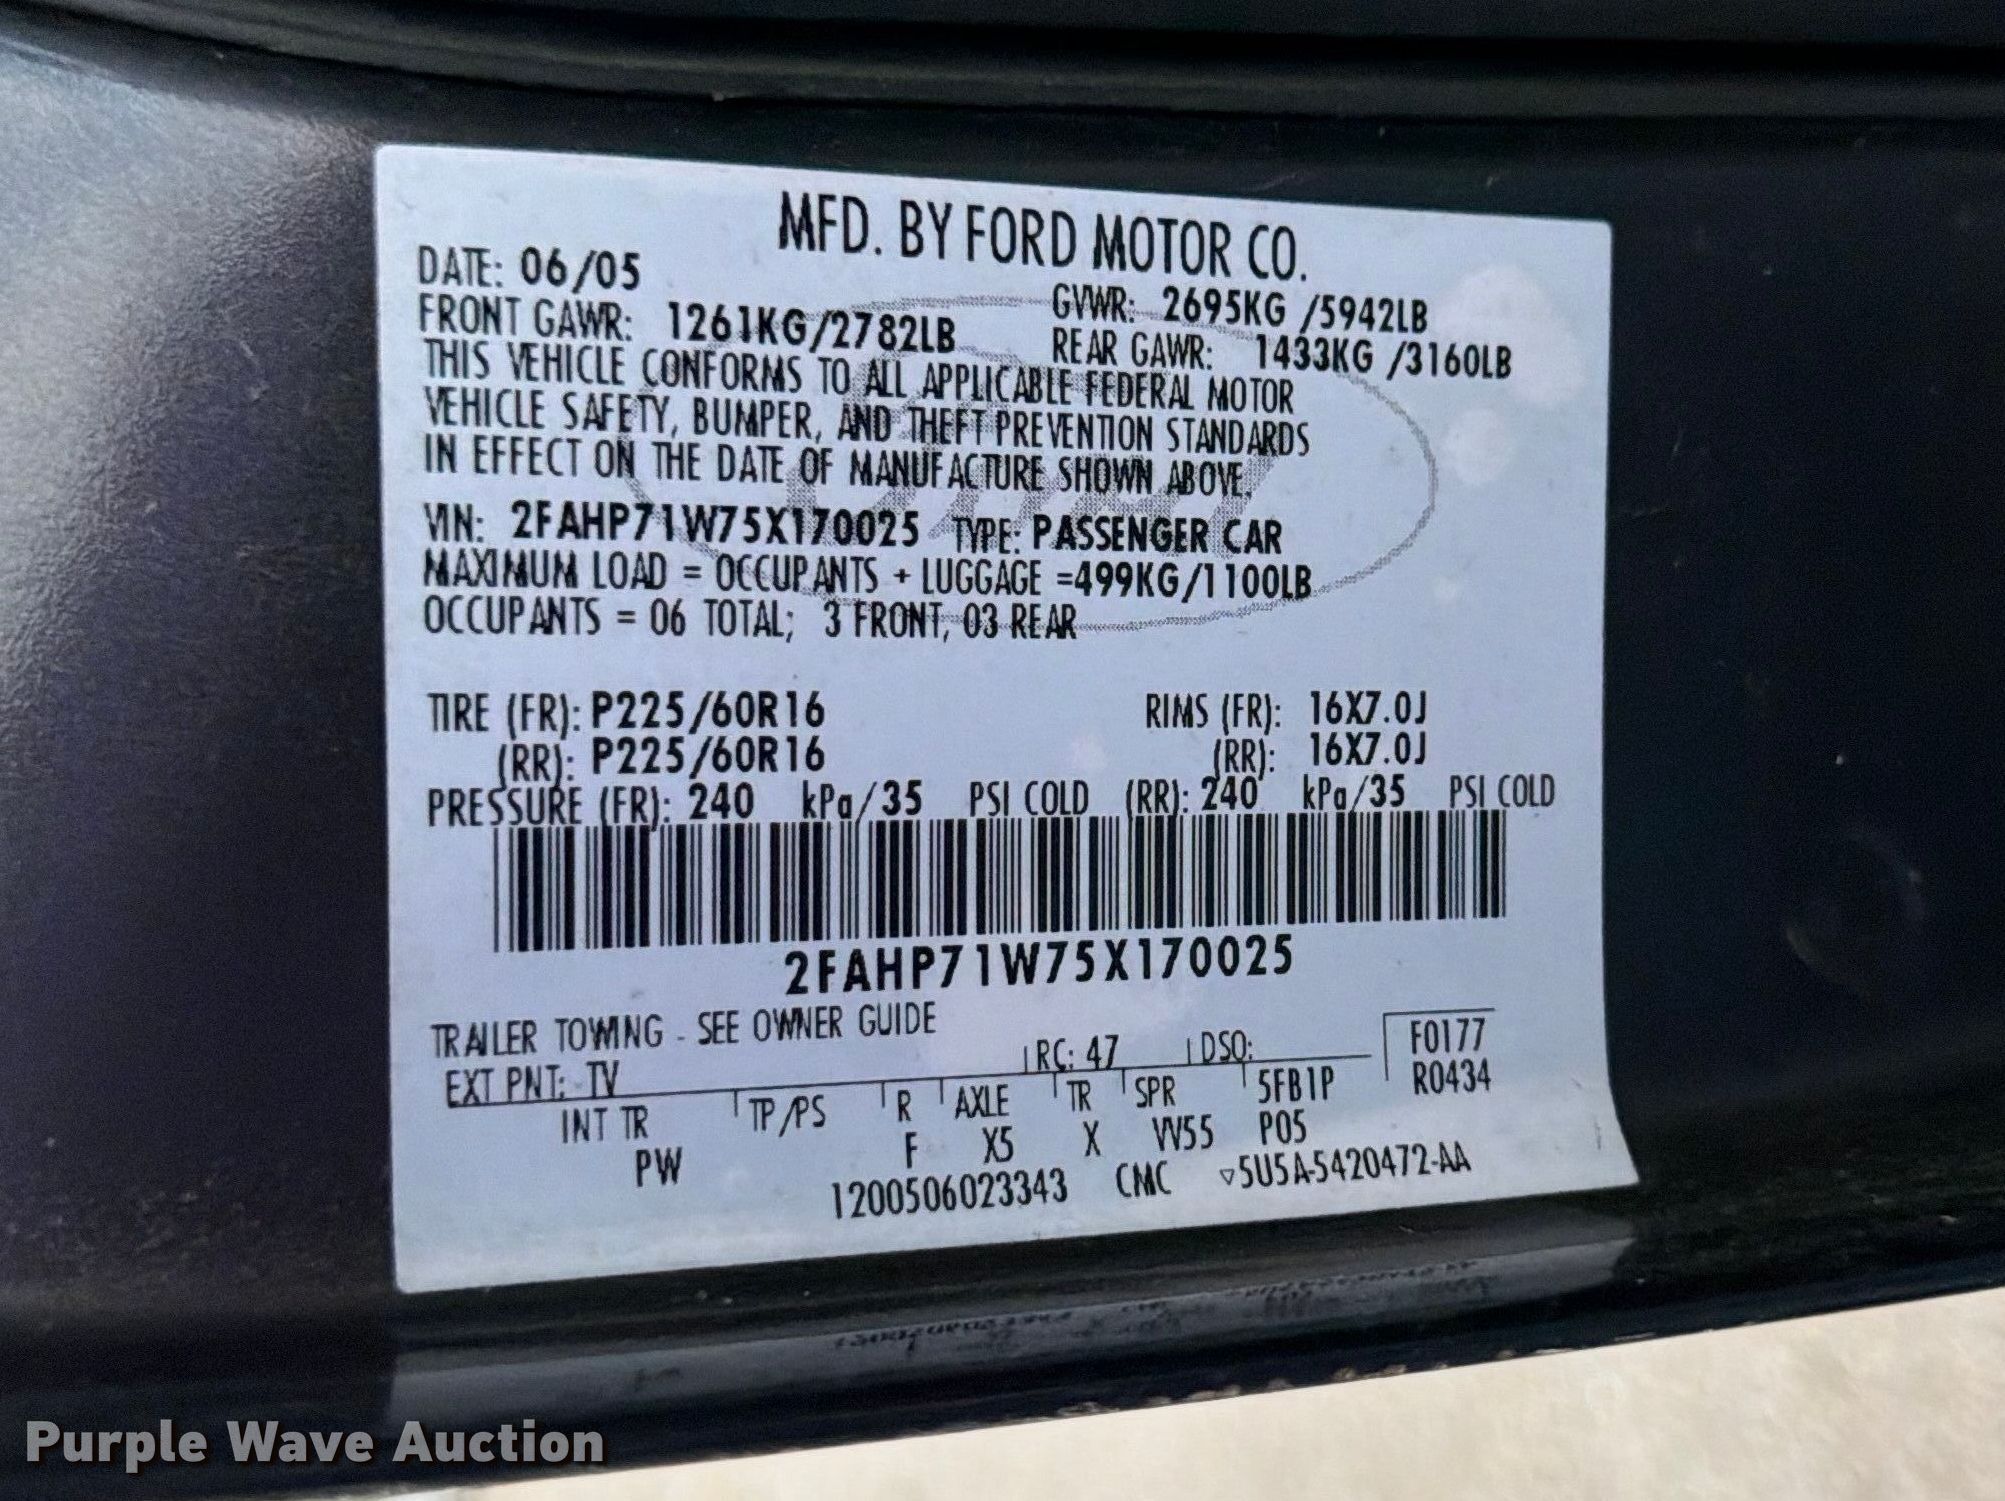 MFD. BY FORD MOTOR CO.
DATE: 06/05
GVWR: 2695KG /5942LB
FRONT GAWR: 1261KG/2782LB
REAR GAWR: 1433KG /3160LB
THIS VEHICLE CONFORMS TO ALL APPLICABLE FEDERAL MOTOR
VEHICLE SAFETY, BUMPER, AND THEFT PREVENTION STANDARDS
IN EFFECT ON THE DATE OF MANUFACTURE SHOWN ABOVE.
VIN: 2FAHP71W75X170025 TYPE: PASSENGER CAR
MAXIMUM LOAD = OCCUPANTS + LUGGAGE =499KG/1100LB
OCCUPANTS = 06 TOTAL; 3 FRONT, 03 REAR
TIRE (FR): P225/60R16 RIMS (FR): 16X7.0J
(RR): P225/60R16 (RR): 16X7.0J
PRESSURE (FR): 240 kPa/35 PSI COLD (RR): 240 kPa/35 PSI COLD
2FAHP71W75X170025
TRAILER TOWING - SEE OWNER GUIDE
EXT PNT: TV RC: 47 DSO: F0177
INT TR TP/PS R AXLE TR SPR 5FB1P R0434
PW F X5 X VV55 P05
1200506023343 CMC ▽5U5A-5420472-AA
Purple Wave Auction